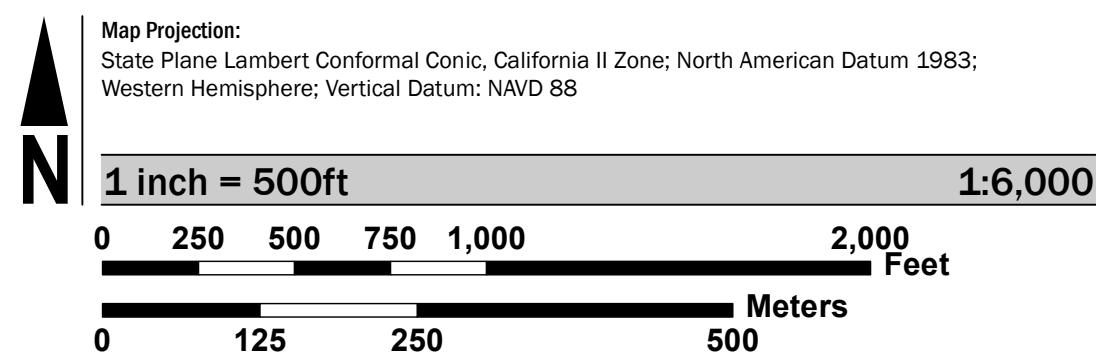 Map Projection:
State Plane Lambert Conformal Conic, California II Zone; North American Datum 1983;
Western Hemisphere; Vertical Datum: NAVD 88
N
1 inch = 500ft 1:6,000
0 250 500 750 1,000 2,000
Feet
Meters
0 125 250 500